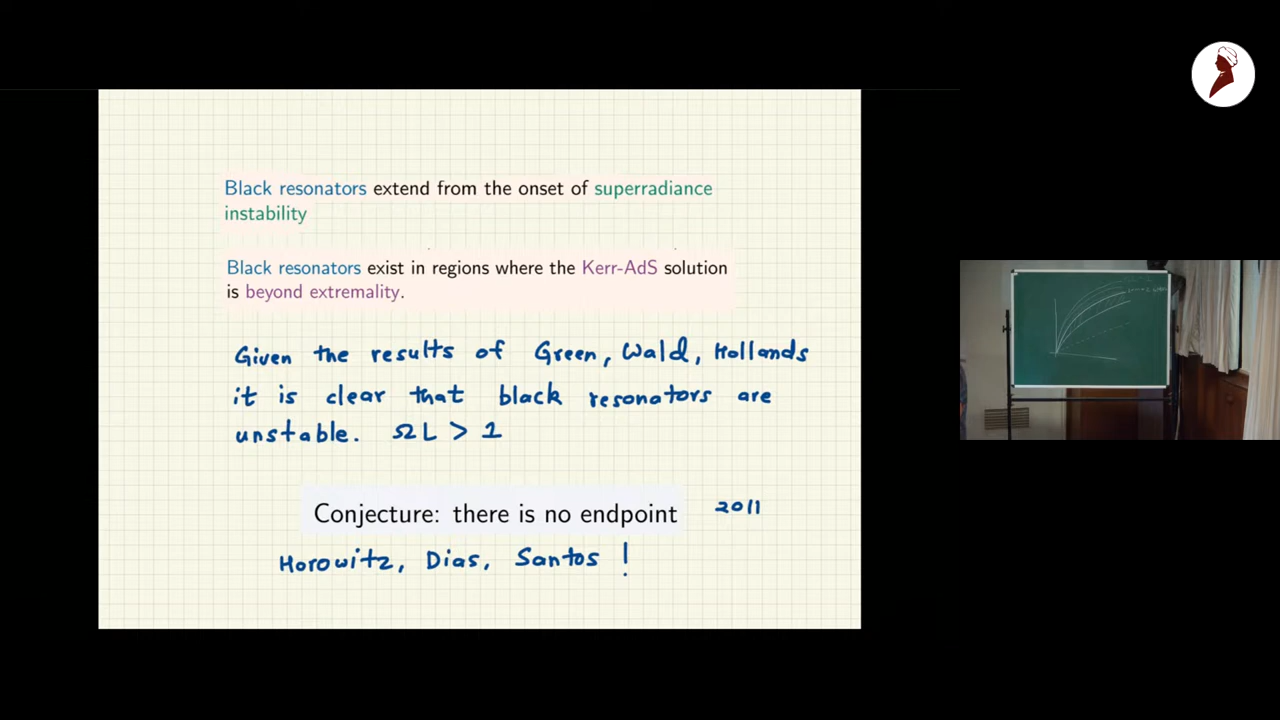 Black resonators extend from the onset of superradiance
instability
Black resonators exist in regions where the Kerr-AdS solution
is beyond extremality.
Given the results of Green, Wald, Hollands
it is clear that black resonators are
unstable. ΩL > 1
Conjecture: there is no endpoint 2011
Horowitz, Dias, Santos !